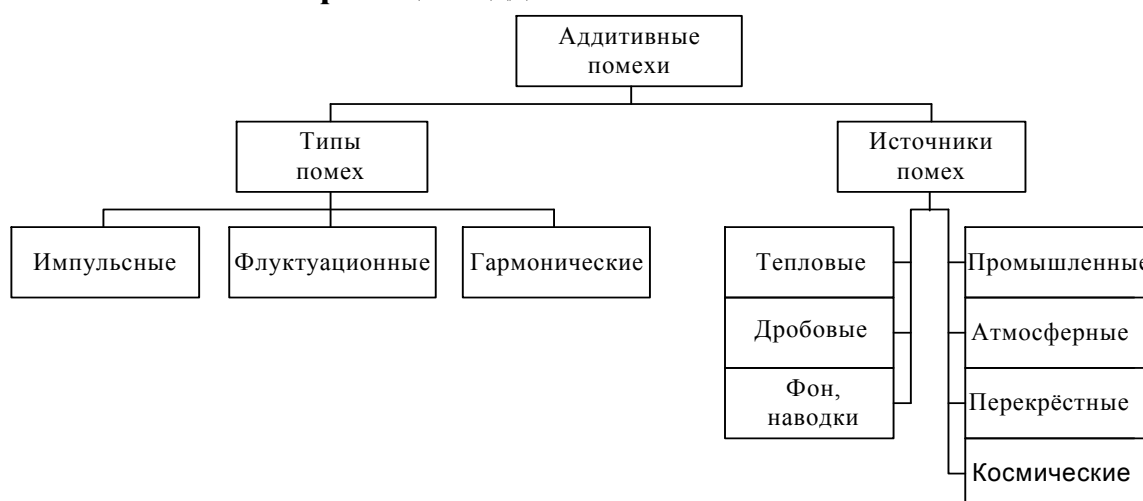 Аддитивные
помехи
Типы
помех
Источники
помех
Импульсные
Флуктуационные
Гармонические
Тепловые
Дробовые
Фон,
наводки
Промышленные
Атмосферные
Перекрёстные
Космические